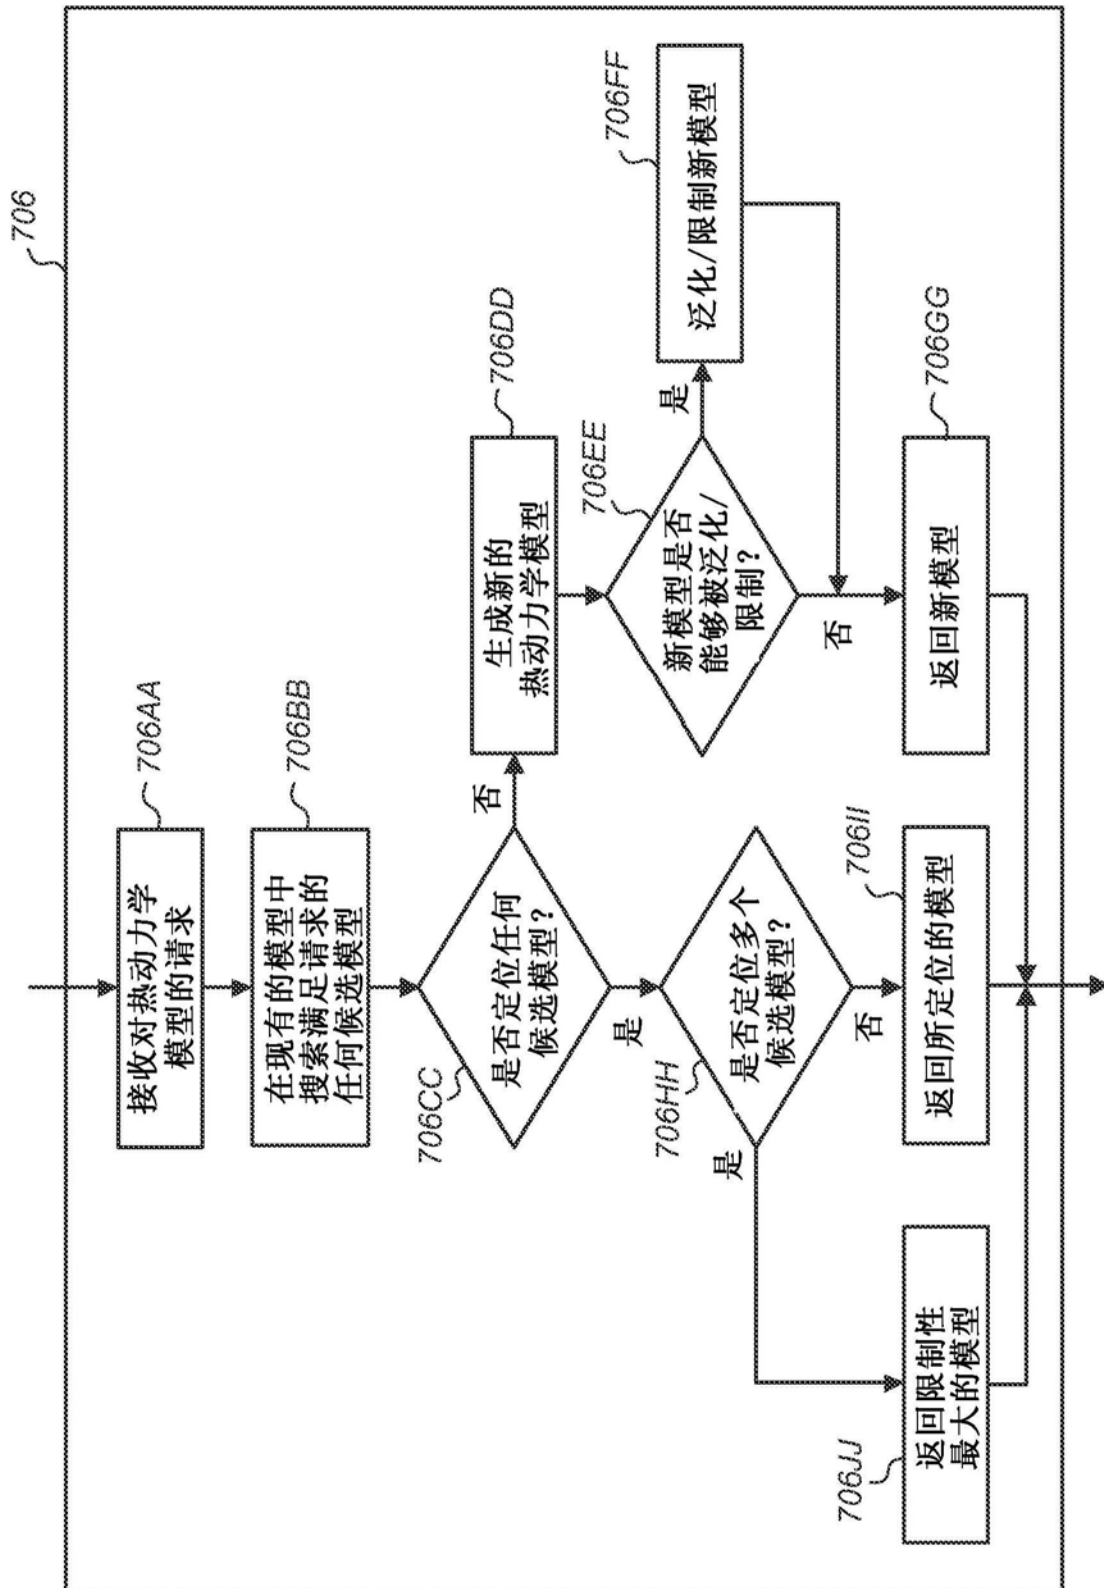 706
706AA
接收对热动力学
模型的请求
706BB
在现有的模型中
搜索满足请求的
任何候选模型
706CC
是否定位任何
候选模型?
否
是
706DD
生成新的
热动力学模型
706EE
新模型是否
能够被泛化/
限制?
是
否
706FF
泛化/限制新模型
706GG
返回新模型
706HH
是否定位多个
候选模型?
是
否
706II
返回所定位的模型
706JJ
返回限制性
最大的模型